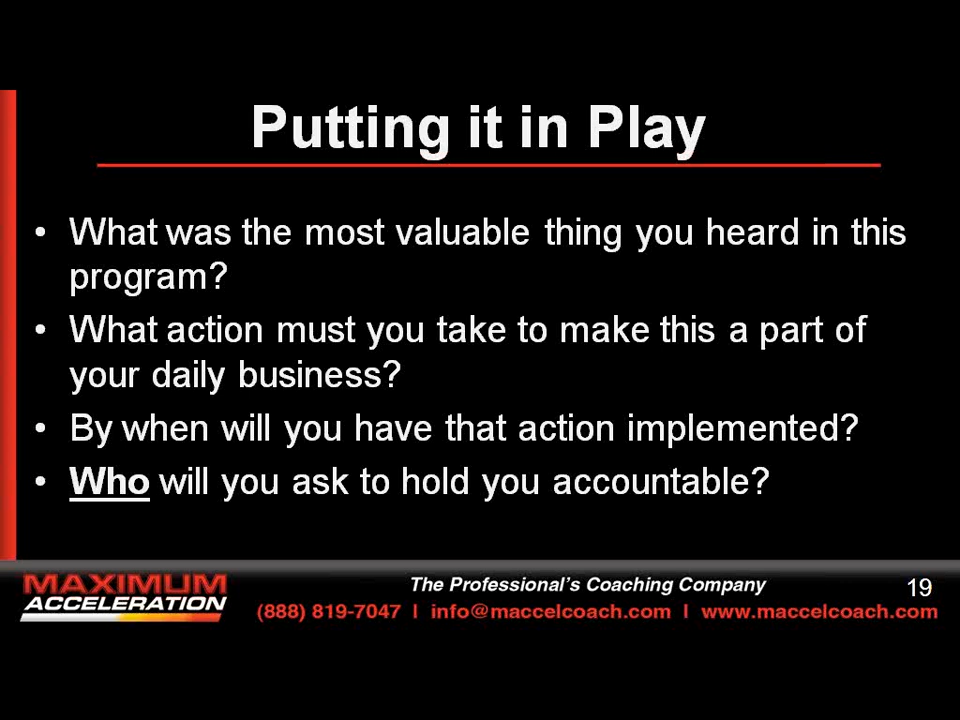 Putting it in Play
• What was the most valuable thing you heard in this
program?
• What action must you take to make this a part of
your daily business?
• By when will you have that action implemented?
• Who will you ask to hold you accountable?
MAXIMUM
ACCELERATION
The Professional's Coaching Company
19
(888) 819-7047 | info@maccelcoach.com | www.maccelcoach.com